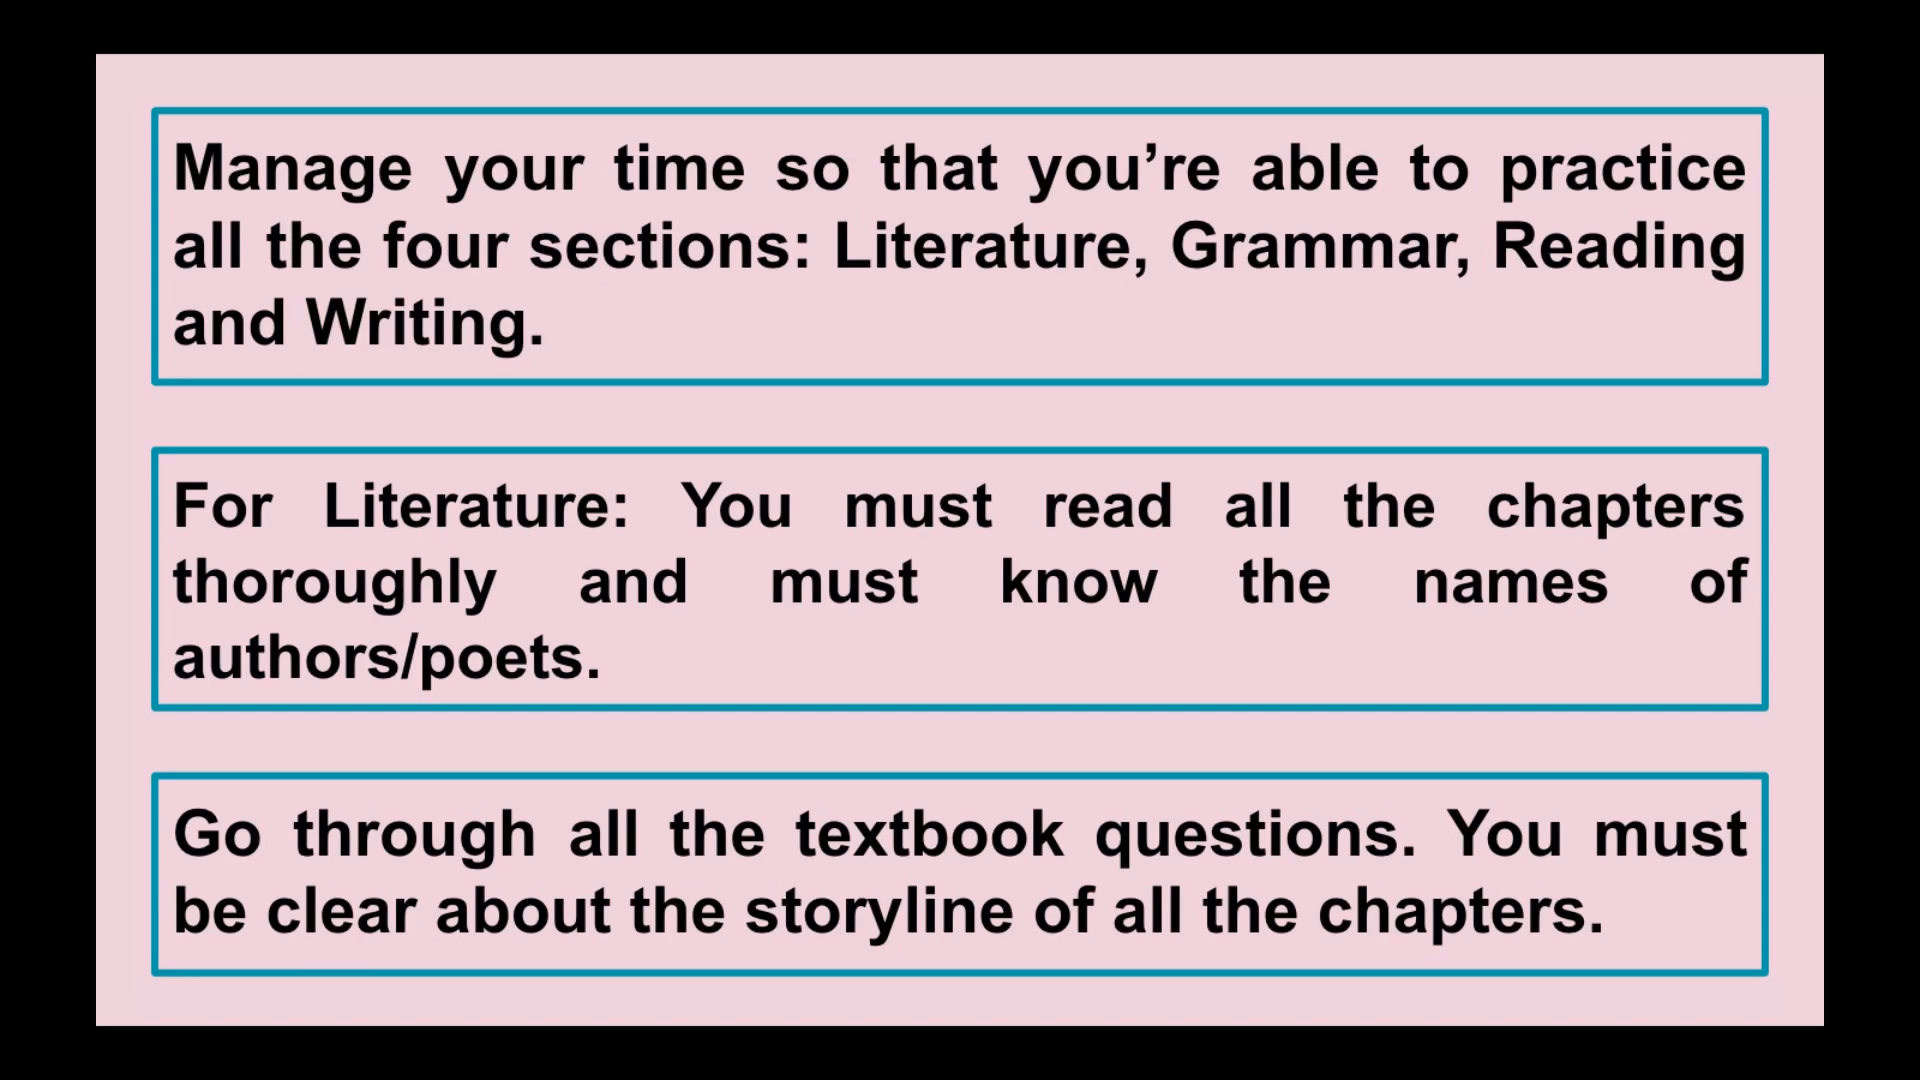 Manage your time so that you’re able to practice
all the four sections: Literature, Grammar, Reading
and Writing.
For Literature: You must read all the chapters
thoroughly and must know the names of
authors/poets.
Go through all the textbook questions. You must
be clear about the storyline of all the chapters.